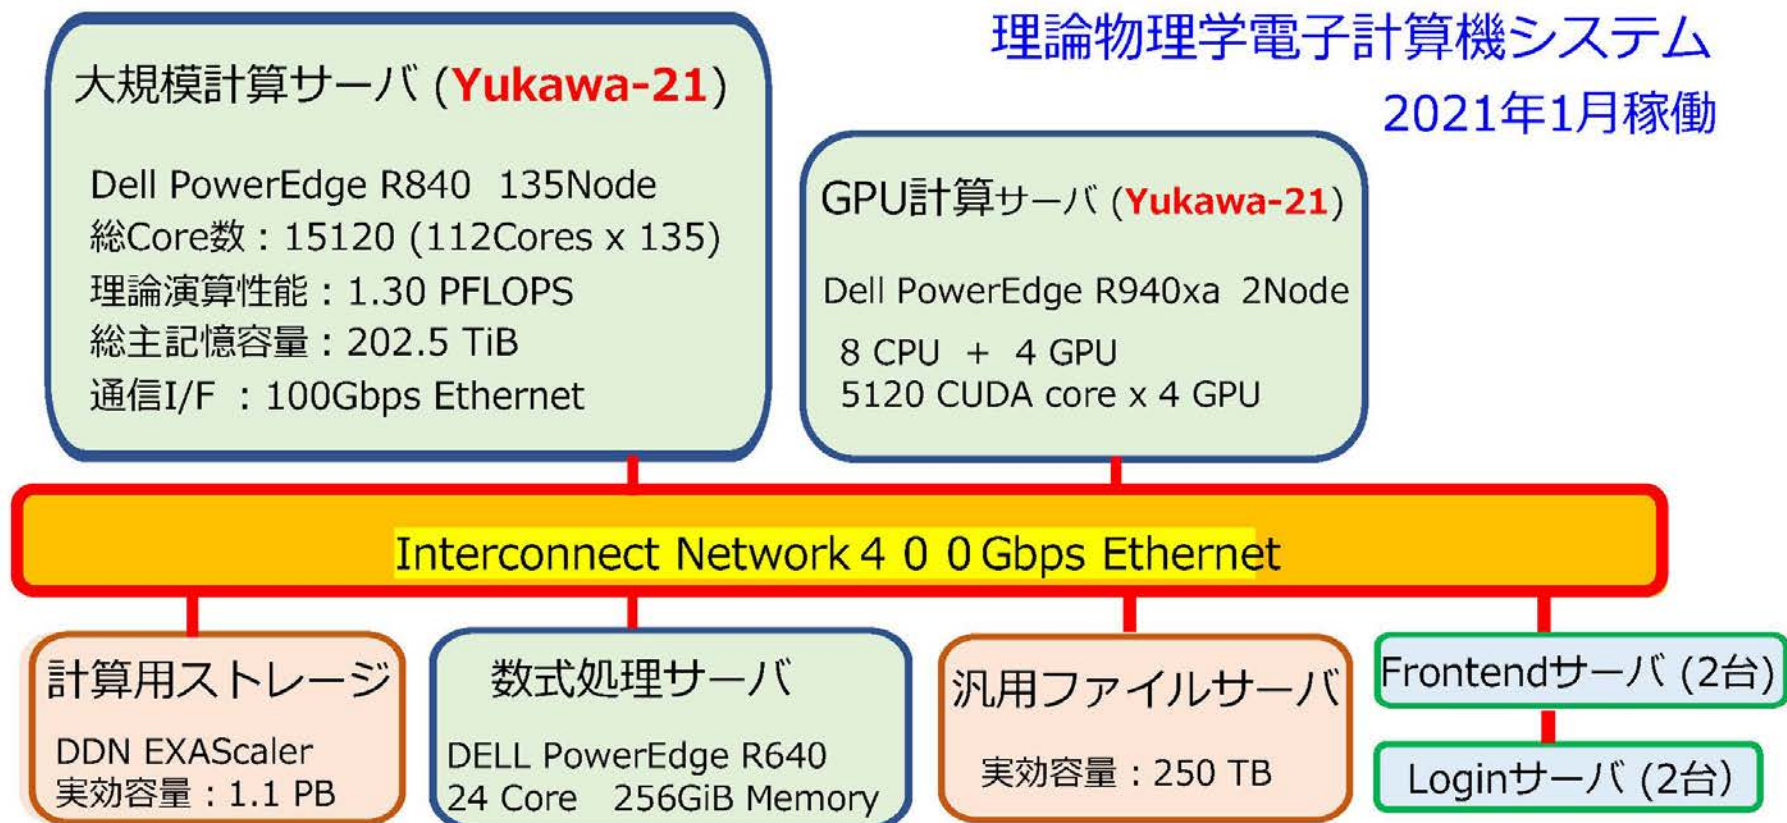 理論物理学電子計算機システム
2021年1月稼働
大規模計算サーバ (Yukawa-21)
Dell PowerEdge R840 135Node
総Core数：15120 (112Cores x 135)
理論演算性能：1.30 PFLOPS
総主記憶容量：202.5 TiB
通信I/F ：100Gbps Ethernet
GPU計算サーバ (Yukawa-21)
Dell PowerEdge R940xa 2Node
8 CPU + 4 GPU
5120 CUDA core x 4 GPU
Interconnect Network４００Gbps Ethernet
計算用ストレージ
DDN EXAScaler
実効容量：1.1 PB
数式処理サーバ
DELL PowerEdge R640
24 Core 256GiB Memory
汎用ファイルサーバ
実効容量：250 TB
Frontendサーバ (2台)
Loginサーバ (2台)